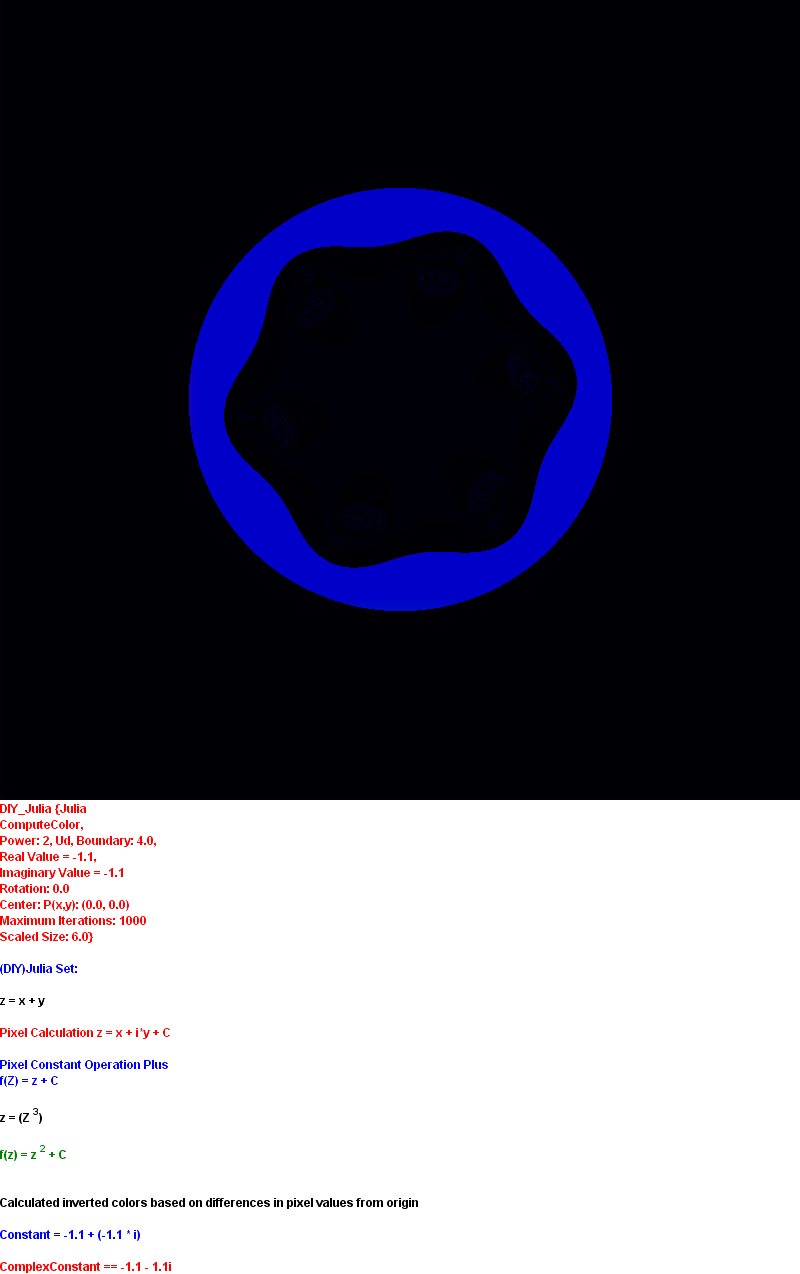 DIY_Julia {Julia
ComputeColor,
Power: 2, Ud, Boundary: 4.0,
Real Value = -1.1,
Imaginary Value = -1.1
Rotation: 0.0
Center: P(x,y): (0.0, 0.0)
Maximum Iterations: 1000
Scaled Size: 6.0}
(DIY)Julia Set:
z = x + y
Pixel Calculation z = x + i*y + C
Pixel Constant Operation Plus
f(Z) = z + C
z = (Z ³)
f(z) = z ² + C
Calculated inverted colors based on differences in pixel values from origin
Constant = -1.1 + (-1.1 * i)
ComplexConstant == -1.1 - 1.1i